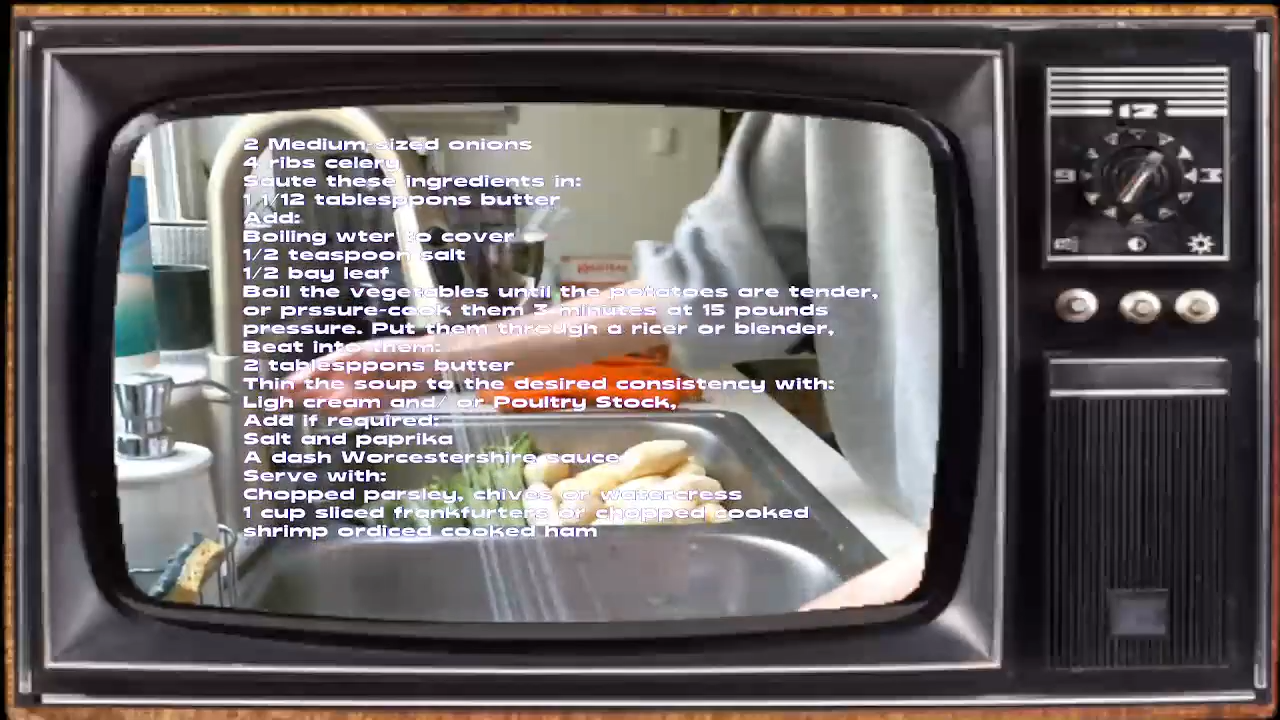 2 Medium-sized onions
4 ribs celery
Saute these ingredients in:
1 1/12 tablesppons butter
Add:
Boiling wter to cover
1/2 teaspoon salt
1/2 bay leaf
Boil the vegetables until the potatoes are tender,
or prssure-cook them 3 minutes at 15 pounds
pressure. Put them through a ricer or blender,
Beat into them:
2 tablesppons butter
Thin the soup to the desired consistency with:
Ligh cream and/ or Poultry Stock,
Add if required:
Salt and paprika
A dash Worcestershire sauce
Serve with:
Chopped parsley, chives or watercress
1 cup sliced frankfurters or chopped cooked
shrimp ordiced cooked ham
12
9
3